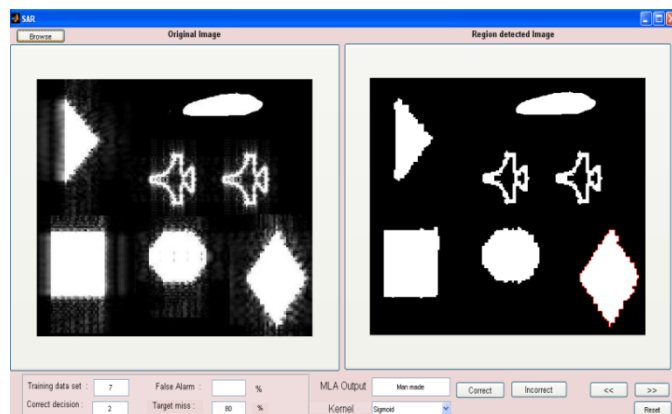 SAR
Browse
Original Image
Region detected Image
Training data set : 7
False Alarm : %
MLA Output Man made
Correct Incorrect << >>
Correct decision : 2
Target miss : 80 %
Kernel Sigmoid
Reset